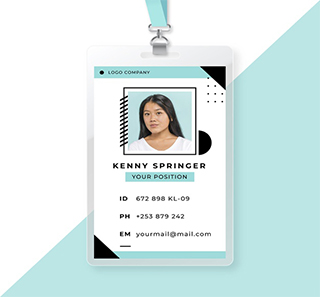 LOGO COMPANY
KENNY SPRINGER
YOUR POSITION
ID 672 898 KL-09
PH +253 879 242
EM yourmail@mail.com